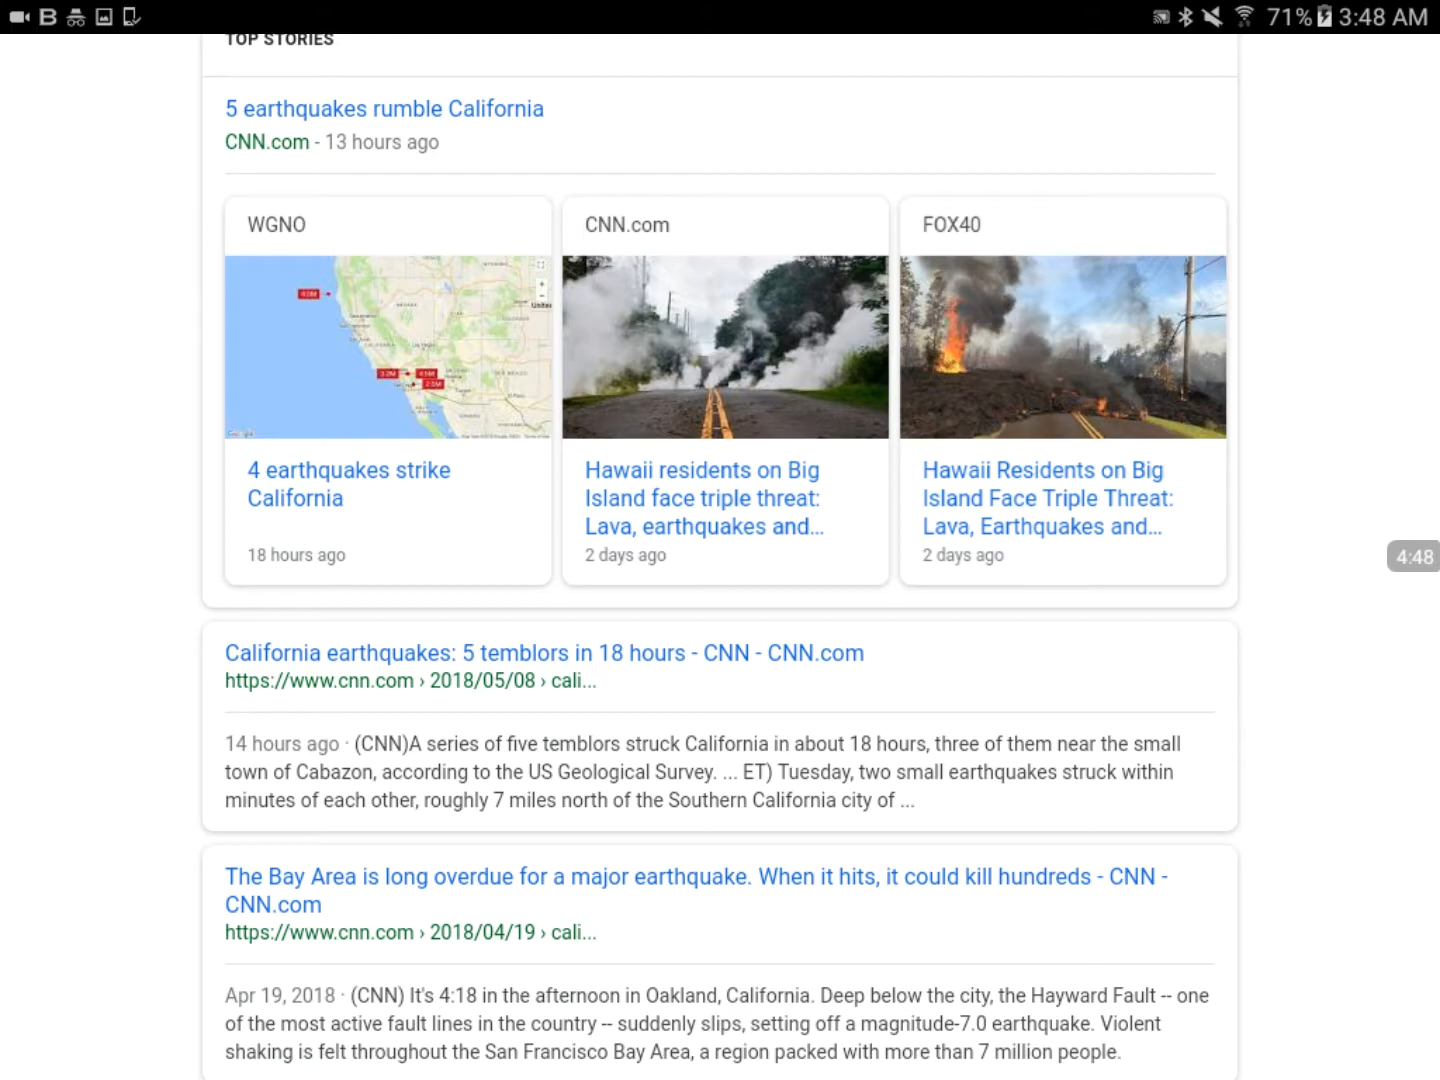 71% 3:48 AM
TOP STORIES
5 earthquakes rumble California
CNN.com - 13 hours ago
WGNO
CNN.com
FOX40
4.0M
3.2M
4.5M
2.5M
Google
4 earthquakes strike
California
18 hours ago
Hawaii residents on Big
Island face triple threat:
Lava, earthquakes and...
2 days ago
Hawaii Residents on Big
Island Face Triple Threat:
Lava, Earthquakes and...
2 days ago
4:48
California earthquakes: 5 temblors in 18 hours - CNN - CNN.com
https://www.cnn.com › 2018/05/08 › cali...
14 hours ago · (CNN)A series of five temblors struck California in about 18 hours, three of them near the small
town of Cabazon, according to the US Geological Survey. ... ET) Tuesday, two small earthquakes struck within
minutes of each other, roughly 7 miles north of the Southern California city of ...
The Bay Area is long overdue for a major earthquake. When it hits, it could kill hundreds - CNN -
CNN.com
https://www.cnn.com › 2018/04/19 › cali...
Apr 19, 2018 · (CNN) It's 4:18 in the afternoon in Oakland, California. Deep below the city, the Hayward Fault -- one
of the most active fault lines in the country -- suddenly slips, setting off a magnitude-7.0 earthquake. Violent
shaking is felt throughout the San Francisco Bay Area, a region packed with more than 7 million people.